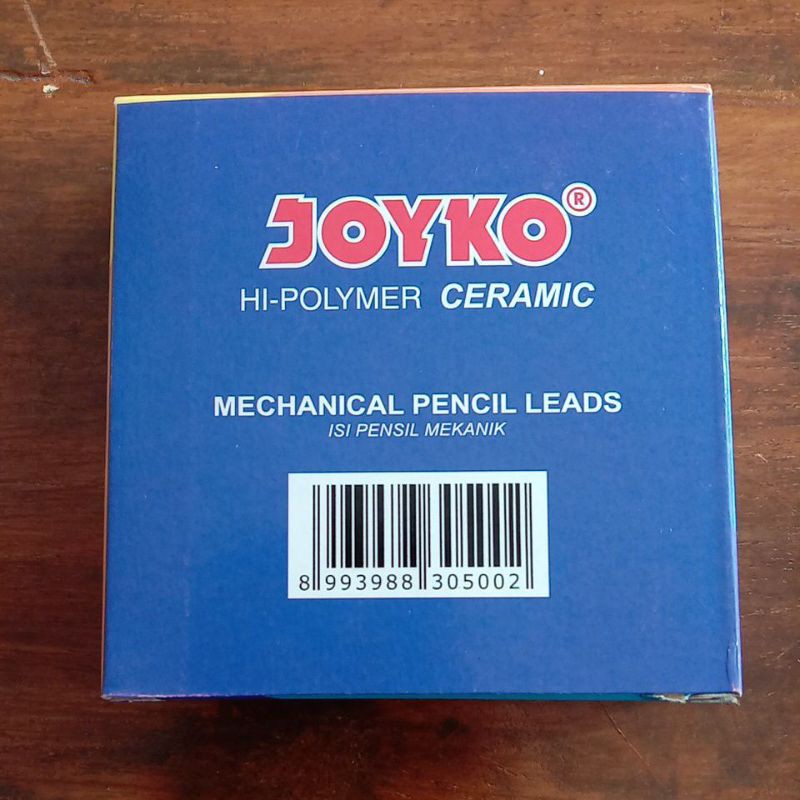 JOYKO®
HI-POLYMER CERAMIC
MECHANICAL PENCIL LEADS
ISI PENSIL MEKANIK
8 993988 305002